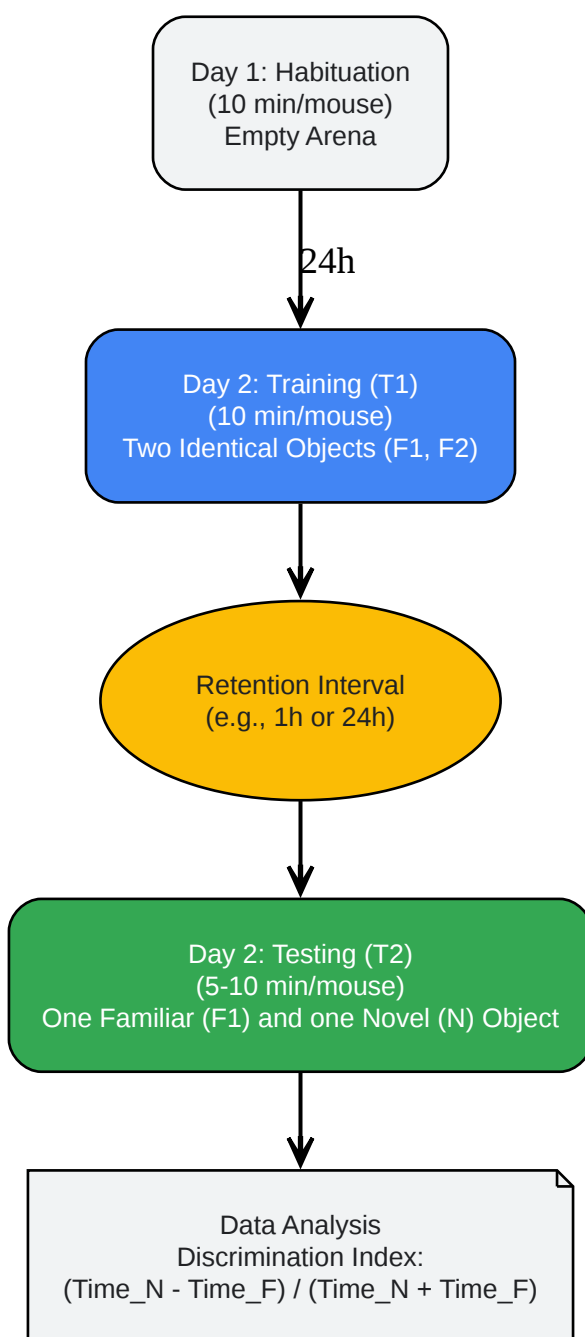 Day 1: Habituation
(10 min/mouse)
Empty Arena
24h
Day 2: Training (T1)
(10 min/mouse)
Two Identical Objects (F1, F2)
Retention Interval
(e.g., 1h or 24h)
Day 2: Testing (T2)
(5-10 min/mouse)
One Familiar (F1) and one Novel (N) Object
Data Analysis
Discrimination Index:
(Time_N - Time_F) / (Time_N + Time_F)